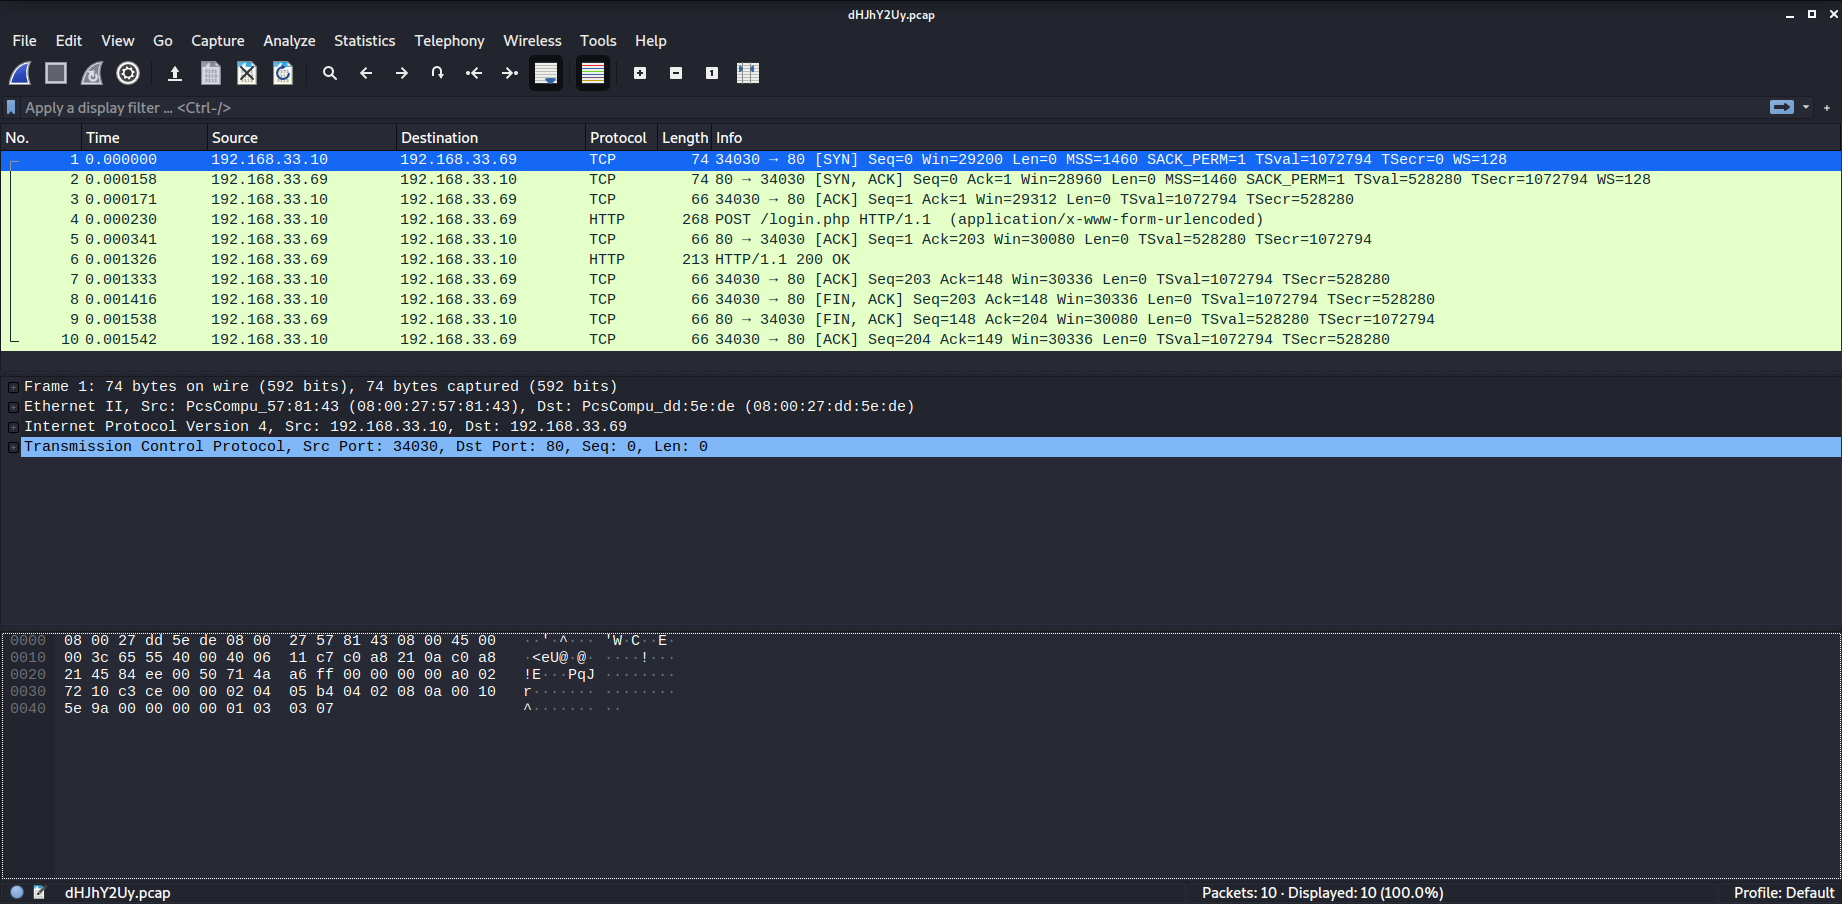 dHJhY2Uy.pcap
File Edit View Go Capture Analyze Statistics Telephony Wireless Tools Help
Apply a display filter ... <Ctrl-/>
No. Time Source Destination Protocol Length Info
1 0.000000 192.168.33.10 192.168.33.69 TCP 74 34030 → 80 [SYN] Seq=0 Win=29200 Len=0 MSS=1460 SACK_PERM=1 TSval=1072794 TSecr=0 WS=128
2 0.000158 192.168.33.69 192.168.33.10 TCP 74 80 → 34030 [SYN, ACK] Seq=0 Ack=1 Win=28960 Len=0 MSS=1460 SACK_PERM=1 TSval=528280 TSecr=1072794 WS=128
3 0.000171 192.168.33.10 192.168.33.69 TCP 66 34030 → 80 [ACK] Seq=1 Ack=1 Win=29312 Len=0 TSval=1072794 TSecr=528280
4 0.000230 192.168.33.10 192.168.33.69 HTTP 268 POST /login.php HTTP/1.1  (application/x-www-form-urlencoded)
5 0.000341 192.168.33.69 192.168.33.10 TCP 66 80 → 34030 [ACK] Seq=1 Ack=203 Win=30080 Len=0 TSval=528280 TSecr=1072794
6 0.001326 192.168.33.69 192.168.33.10 HTTP 213 HTTP/1.1 200 OK
7 0.001333 192.168.33.10 192.168.33.69 TCP 66 34030 → 80 [ACK] Seq=203 Ack=148 Win=30336 Len=0 TSval=1072794 TSecr=528280
8 0.001416 192.168.33.10 192.168.33.69 TCP 66 34030 → 80 [FIN, ACK] Seq=203 Ack=148 Win=30336 Len=0 TSval=1072794 TSecr=528280
9 0.001538 192.168.33.69 192.168.33.10 TCP 66 80 → 34030 [FIN, ACK] Seq=148 Ack=204 Win=30080 Len=0 TSval=528280 TSecr=1072794
10 0.001542 192.168.33.10 192.168.33.69 TCP 66 34030 → 80 [ACK] Seq=204 Ack=149 Win=30336 Len=0 TSval=1072794 TSecr=528280
Frame 1: 74 bytes on wire (592 bits), 74 bytes captured (592 bits)
Ethernet II, Src: PcsCompu_57:81:43 (08:00:27:57:81:43), Dst: PcsCompu_dd:5e:de (08:00:27:dd:5e:de)
Internet Protocol Version 4, Src: 192.168.33.10, Dst: 192.168.33.69
Transmission Control Protocol, Src Port: 34030, Dst Port: 80, Seq: 0, Len: 0
0000 08 00 27 dd 5e de 08 00 27 57 81 43 08 00 45 00 ··'·^··· 'W·C··E·
0010 00 3c 65 55 40 00 40 06 11 c7 c0 a8 21 0a c0 a8 ·<eU@·@· ····!···
0020 21 45 84 ee 00 50 71 4a a6 ff 00 00 00 00 a0 02 !E···PqJ ········
0030 72 10 c3 ce 00 00 02 04 05 b4 04 02 08 0a 00 10 r······· ········
0040 5e 9a 00 00 00 00 01 03 03 07 ^······· ··
dHJhY2Uy.pcap Packets: 10 · Displayed: 10 (100.0%) Profile: Default